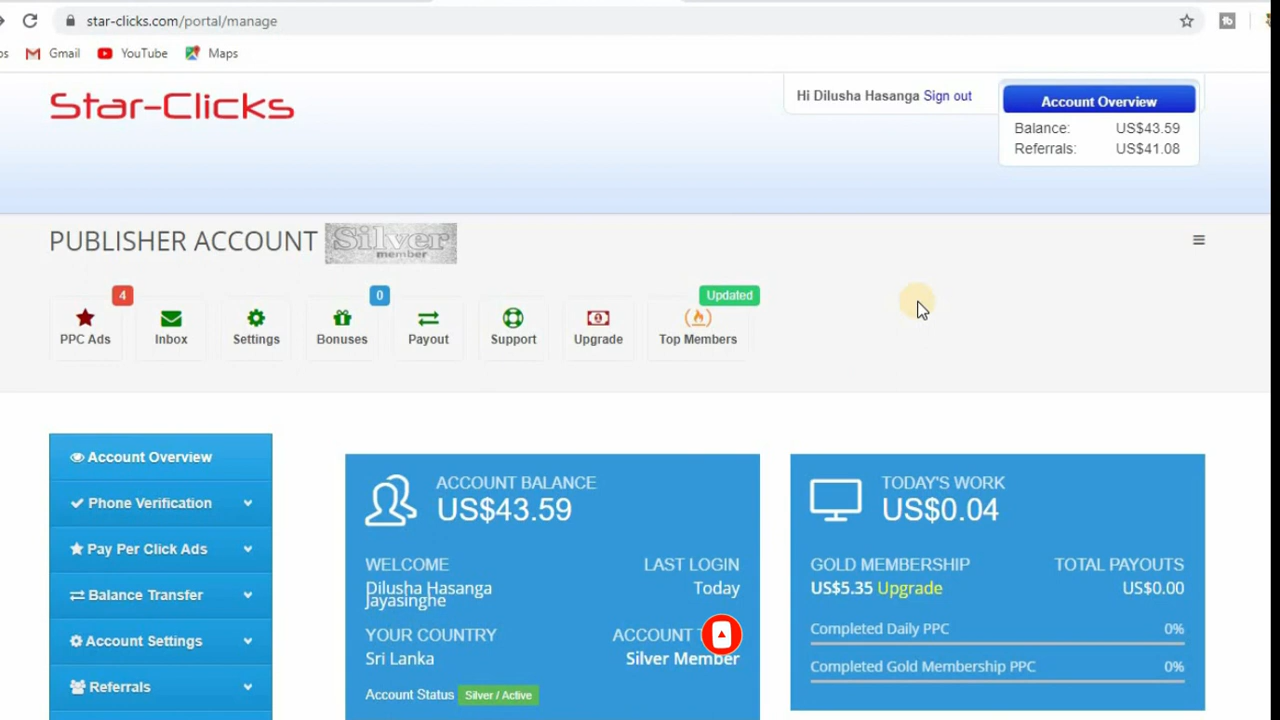 star-clicks.com/portal/manage
Gmail YouTube Maps
Star-Clicks
Hi Dilusha Hasanga Sign out
Account Overview
Balance: US$43.59
Referrals: US$41.08
PUBLISHER ACCOUNT Silver member
4 0 Updated
PPC Ads Inbox Settings Bonuses Payout Support Upgrade Top Members
Account Overview
Phone Verification
Pay Per Click Ads
Balance Transfer
Account Settings
Referrals
ACCOUNT BALANCE
US$43.59
WELCOME LAST LOGIN
Dilusha Hasanga Today
Jayasinghe
YOUR COUNTRY ACCOUNT
Sri Lanka Silver Member
Account Status Silver / Active
TODAY'S WORK
US$0.04
GOLD MEMBERSHIP TOTAL PAYOUTS
US$5.35 Upgrade US$0.00
Completed Daily PPC 0%
Completed Gold Membership PPC 0%